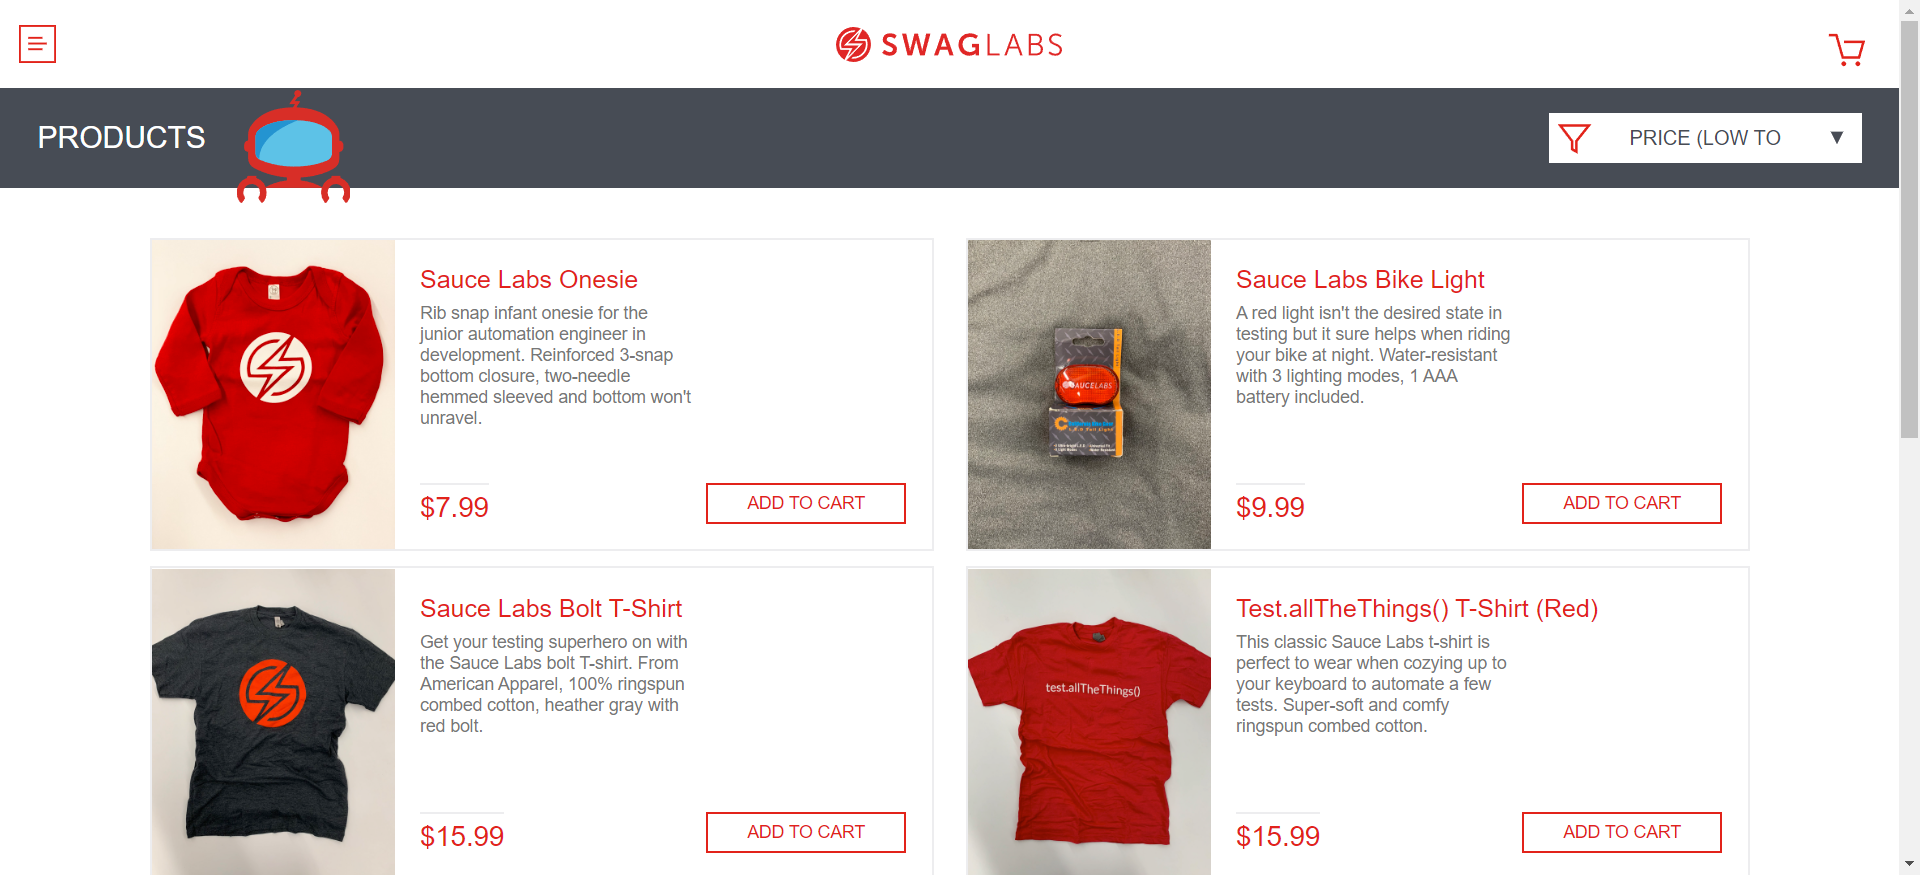 SWAGLABS
PRODUCTS
PRICE (LOW TO
Sauce Labs Onesie
Rib snap infant onesie for the
junior automation engineer in
development. Reinforced 3-snap
bottom closure, two-needle
hemmed sleeved and bottom won't
unravel.
$7.99
ADD TO CART
SAUCELABS
Sauce Labs Bike Light
A red light isn't the desired state in
testing but it sure helps when riding
your bike at night. Water-resistant
with 3 lighting modes, 1 AAA
battery included.
$9.99
ADD TO CART
Sauce Labs Bolt T-Shirt
Get your testing superhero on with
the Sauce Labs bolt T-shirt. From
American Apparel, 100% ringspun
combed cotton, heather gray with
red bolt.
$15.99
ADD TO CART
test.allTheThings()
Test.allTheThings() T-Shirt (Red)
This classic Sauce Labs t-shirt is
perfect to wear when cozying up to
your keyboard to automate a few
tests. Super-soft and comfy
ringspun combed cotton.
$15.99
ADD TO CART